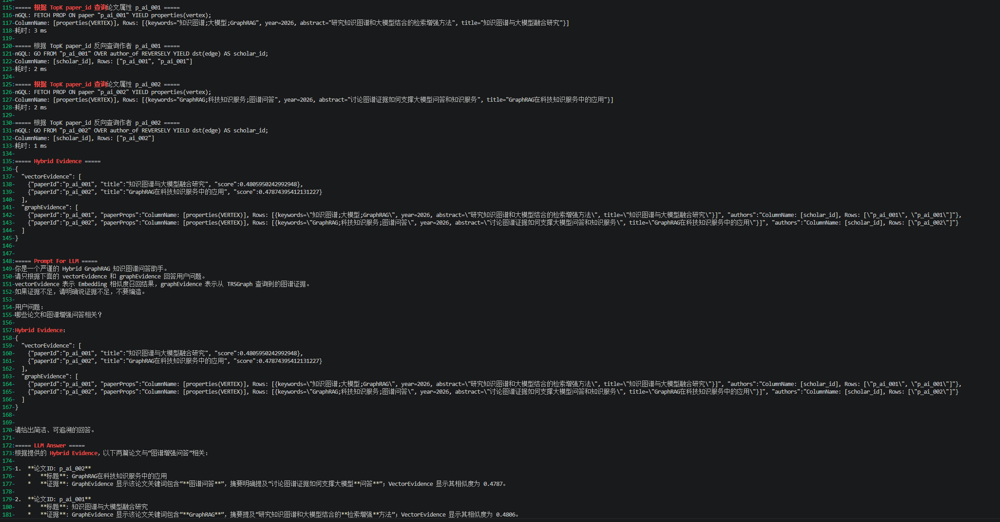 114-
115:===== 根据 TopK paper_id 查询论文属性 p_ai_001 =====
116-nGQL: FETCH PROP ON paper "p_ai_001" YIELD properties(vertex);
117-ColumnName: [properties(VERTEX)], Rows: [{keywords="知识图谱;大模型;GraphRAG", year=2026, abstract="研究知识图谱和大模型结合的检索增强方法", title="知识图谱与大模型融合研究"}]
118-耗时: 3 ms
119-
120-===== 根据 TopK paper_id 反向查询作者 p_ai_001 =====
121-nGQL: GO FROM "p_ai_001" OVER author_of REVERSELY YIELD dst(edge) AS scholar_id;
122-ColumnName: [scholar_id], Rows: ["p_ai_001", "p_ai_001"]
123-耗时: 2 ms
124-
125:===== 根据 TopK paper_id 查询论文属性 p_ai_002 =====
126-nGQL: FETCH PROP ON paper "p_ai_002" YIELD properties(vertex);
127-ColumnName: [properties(VERTEX)], Rows: [{keywords="GraphRAG;科技知识服务;图谱问答", year=2026, abstract="讨论图谱证据如何支撑大模型问答和知识服务", title="GraphRAG在科技知识服务中的应用"}]
128-耗时: 2 ms
129-
130-===== 根据 TopK paper_id 反向查询作者 p_ai_002 =====
131-nGQL: GO FROM "p_ai_002" OVER author_of REVERSELY YIELD dst(edge) AS scholar_id;
132-ColumnName: [scholar_id], Rows: ["p_ai_002"]
133-耗时: 1 ms
134-
135:===== Hybrid Evidence =====
136-{
137-  "vectorEvidence": [
138-    {"paperId":"p_ai_001", "title":"知识图谱与大模型融合研究", "score":0.4805950242992948},
139-    {"paperId":"p_ai_002", "title":"GraphRAG在科技知识服务中的应用", "score":0.47874395412131227}
140-  ],
141-  "graphEvidence": [
142-    {"paperId":"p_ai_001", "paperProps":"ColumnName: [properties(VERTEX)], Rows: [{keywords=\"知识图谱;大模型;GraphRAG\", year=2026, abstract=\"研究知识图谱和大模型结合的检索增强方法\", title=\"知识图谱与大模型融合研究\"}]", "authors":"ColumnName: [scholar_id], Rows: [\"p_ai_001\", \"p_ai_001\"]"},
143-    {"paperId":"p_ai_002", "paperProps":"ColumnName: [properties(VERTEX)], Rows: [{keywords=\"GraphRAG;科技知识服务;图谱问答\", year=2026, abstract=\"讨论图谱证据如何支撑大模型问答和知识服务\", title=\"GraphRAG在科技知识服务中的应用\"}]", "authors":"ColumnName: [scholar_id], Rows: [\"p_ai_002\"]"}
144-  ]
145-}
146-
147-
148:===== Prompt For LLM =====
149-你是一个严谨的 Hybrid GraphRAG 知识图谱问答助手。
150-请只根据下面的 vectorEvidence 和 graphEvidence 回答用户问题。
151-vectorEvidence 表示 Embedding 相似度召回结果，graphEvidence 表示从 TRSGraph 查询到的图谱证据。
152-如果证据不足，请明确说证据不足，不要编造。
153-
154-用户问题:
155-哪些论文和图谱增强问答相关？
156-
157:Hybrid Evidence:
158-{
159-  "vectorEvidence": [
160-    {"paperId":"p_ai_001", "title":"知识图谱与大模型融合研究", "score":0.4805950242992948},
161-    {"paperId":"p_ai_002", "title":"GraphRAG在科技知识服务中的应用", "score":0.47874395412131227}
162-  ],
163-  "graphEvidence": [
164-    {"paperId":"p_ai_001", "paperProps":"ColumnName: [properties(VERTEX)], Rows: [{keywords=\"知识图谱;大模型;GraphRAG\", year=2026, abstract=\"研究知识图谱和大模型结合的检索增强方法\", title=\"知识图谱与大模型融合研究\"}]", "authors":"ColumnName: [scholar_id], Rows: [\"p_ai_001\", \"p_ai_001\"]"},
165-    {"paperId":"p_ai_002", "paperProps":"ColumnName: [properties(VERTEX)], Rows: [{keywords=\"GraphRAG;科技知识服务;图谱问答\", year=2026, abstract=\"讨论图谱证据如何支撑大模型问答和知识服务\", title=\"GraphRAG在科技知识服务中的应用\"}]", "authors":"ColumnName: [scholar_id], Rows: [\"p_ai_002\"]"}
166-  ]
167-}
168-
169-
170-请给出简洁、可追溯的回答。
171-
172:===== LLM Answer =====
173:根据提供的 Hybrid Evidence，以下两篇论文与“图谱增强问答”相关：
174-
175-1.  **论文ID: p_ai_002**
176-    *   **标题**: GraphRAG在科技知识服务中的应用
177-    *   **证据**: GraphEvidence 显示该论文关键词包含“**图谱问答**”，摘要明确提及“讨论图谱证据如何支撑大模型**问答**”；VectorEvidence 显示其相似度为 0.4787。
178-
179-2.  **论文ID: p_ai_001**
180-    *   **标题**: 知识图谱与大模型融合研究
181-    *   **证据**: GraphEvidence 显示该论文关键词包含“**GraphRAG**”，摘要提及“研究知识图谱和大模型结合的**检索增强**方法”；VectorEvidence 显示其相似度为 0.4806。